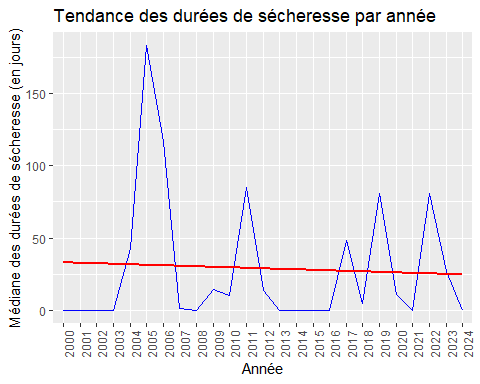 Tendance des durées de sécheresse par année
Médiane des durées de sécheresse (en jours)
150
100
50
0
2000 2001 2002 2003 2004 2005 2006 2007 2008 2009 2010 2011 2012 2013 2014 2015 2016 2017 2018 2019 2020 2021 2022 2023 2024
Année